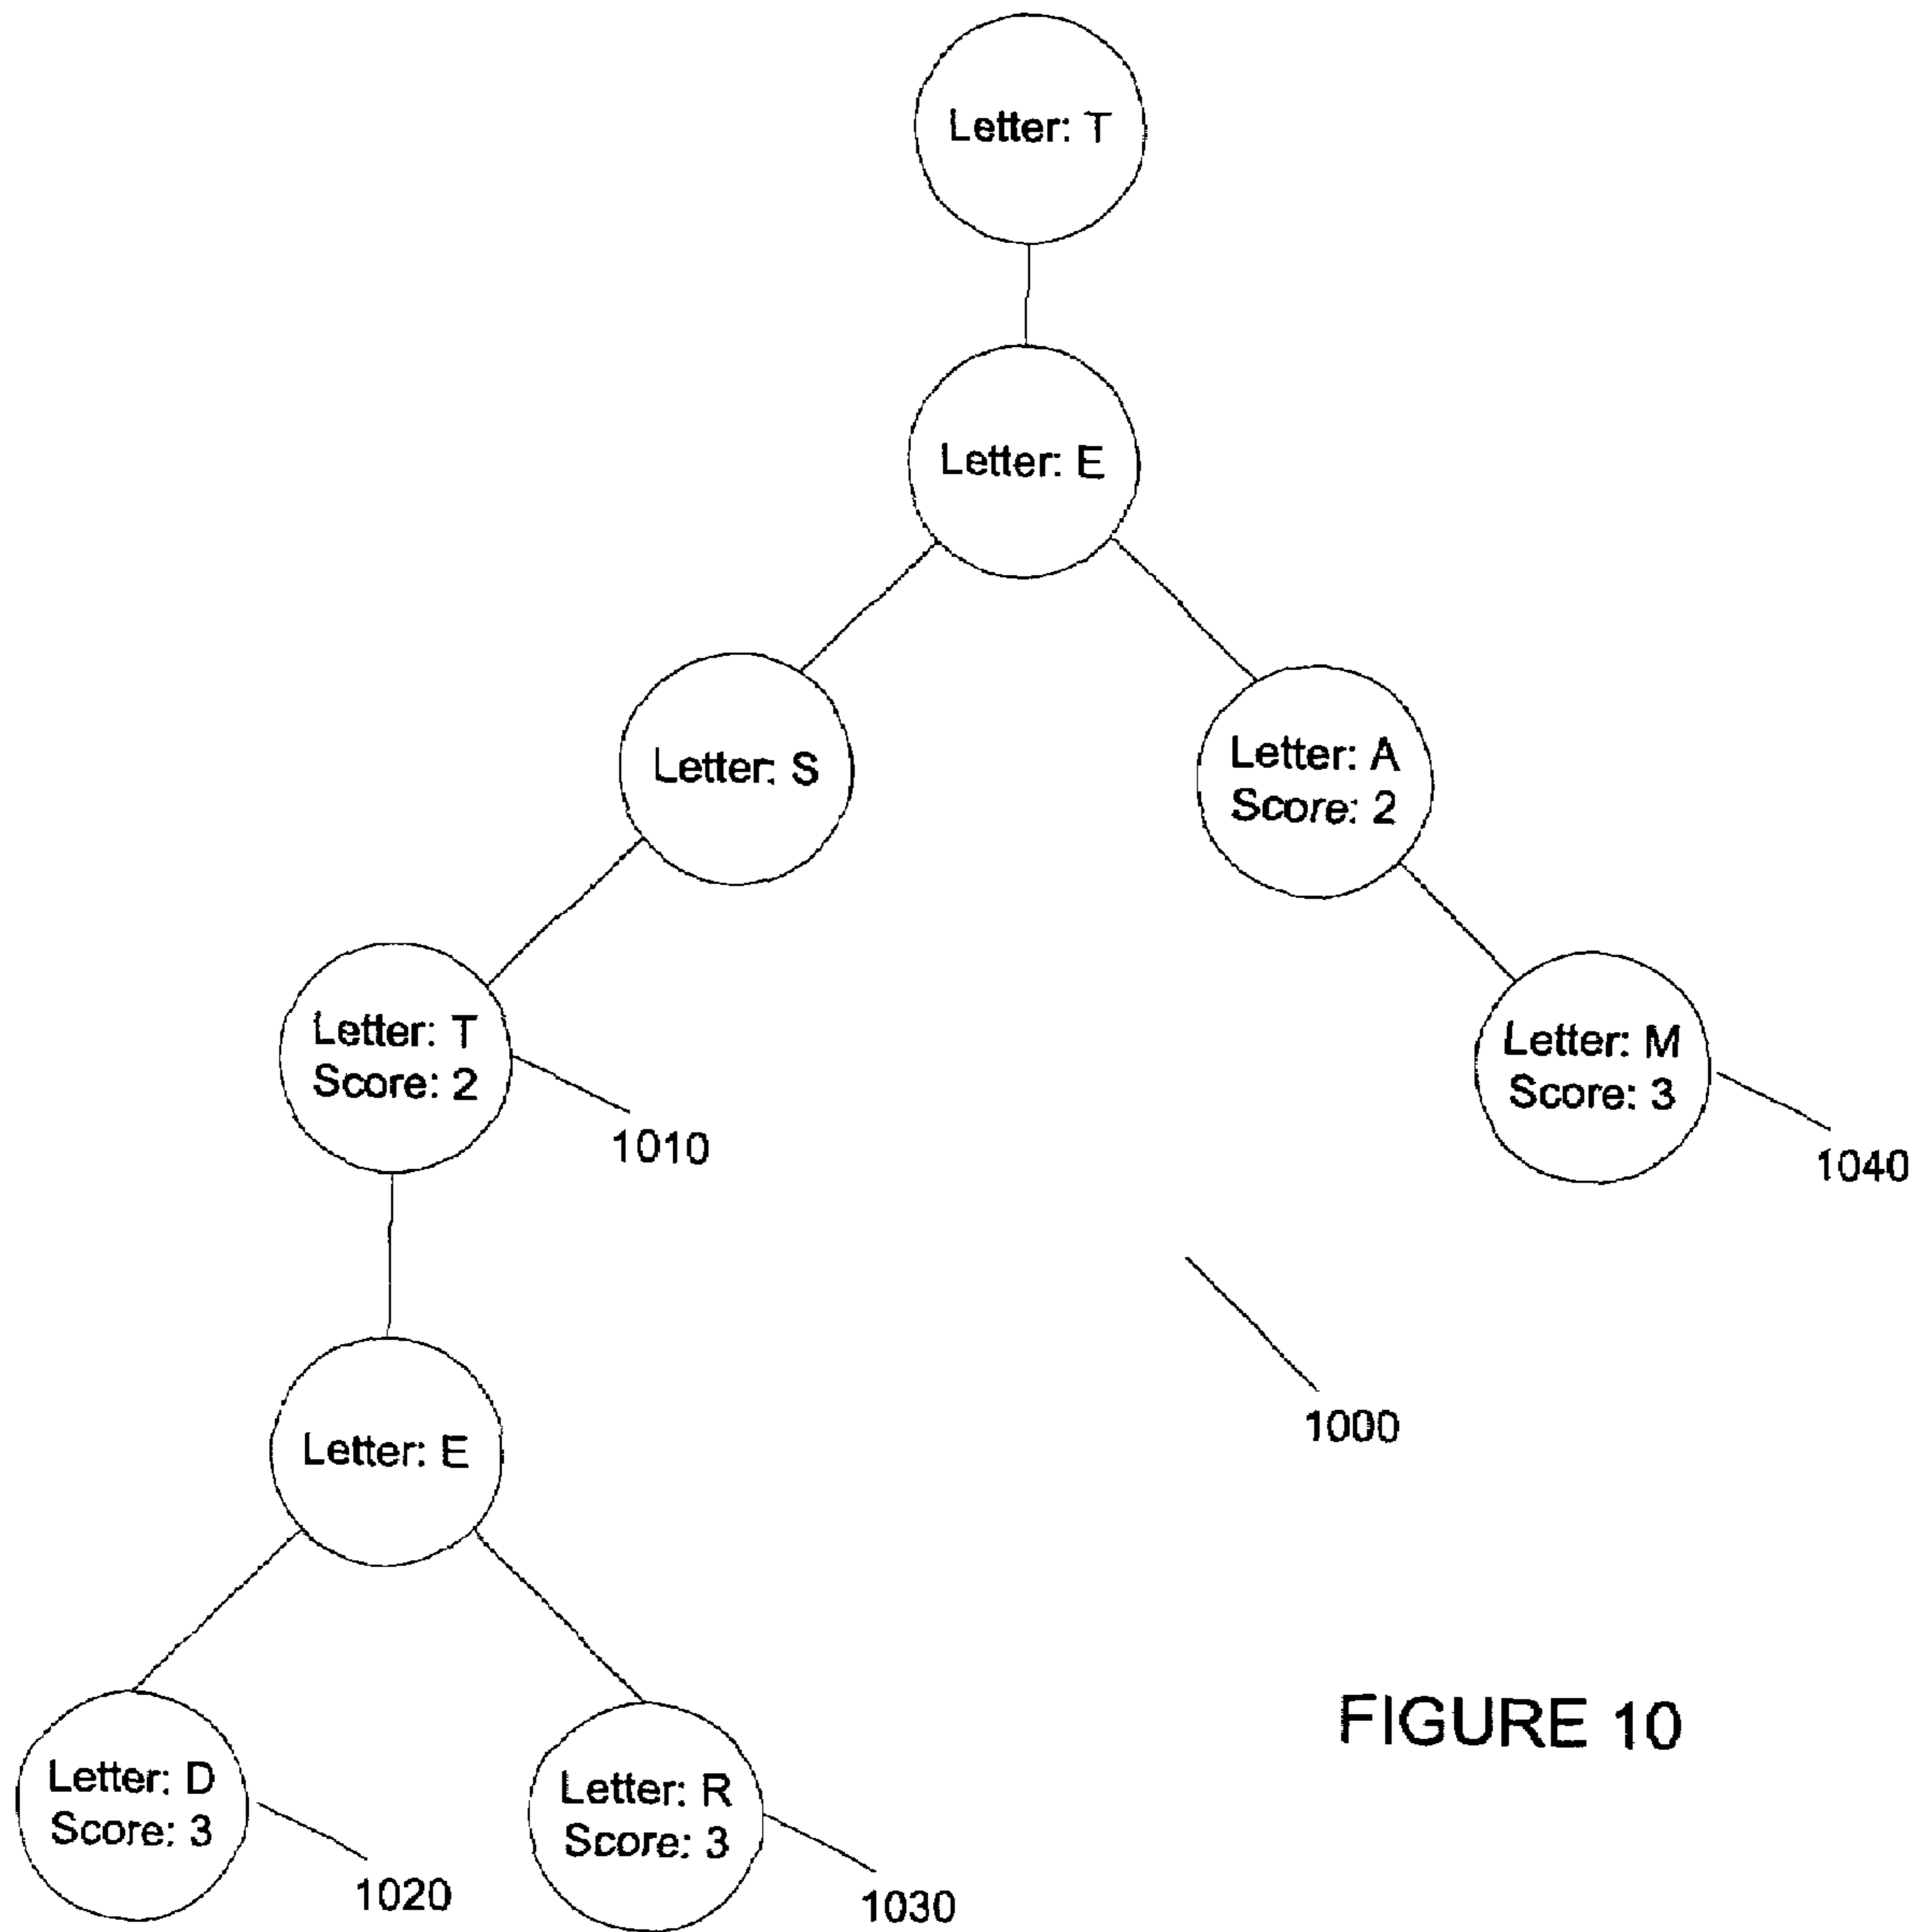 Letter: T
Letter: E
Letter: S
Letter: A
Score: 2
Letter: T
Score: 2
1010
Letter: M
Score: 3
1040
1000
Letter: E
Letter: D
Score: 3
1020
Letter: R
Score: 3
1030
FIGURE 10